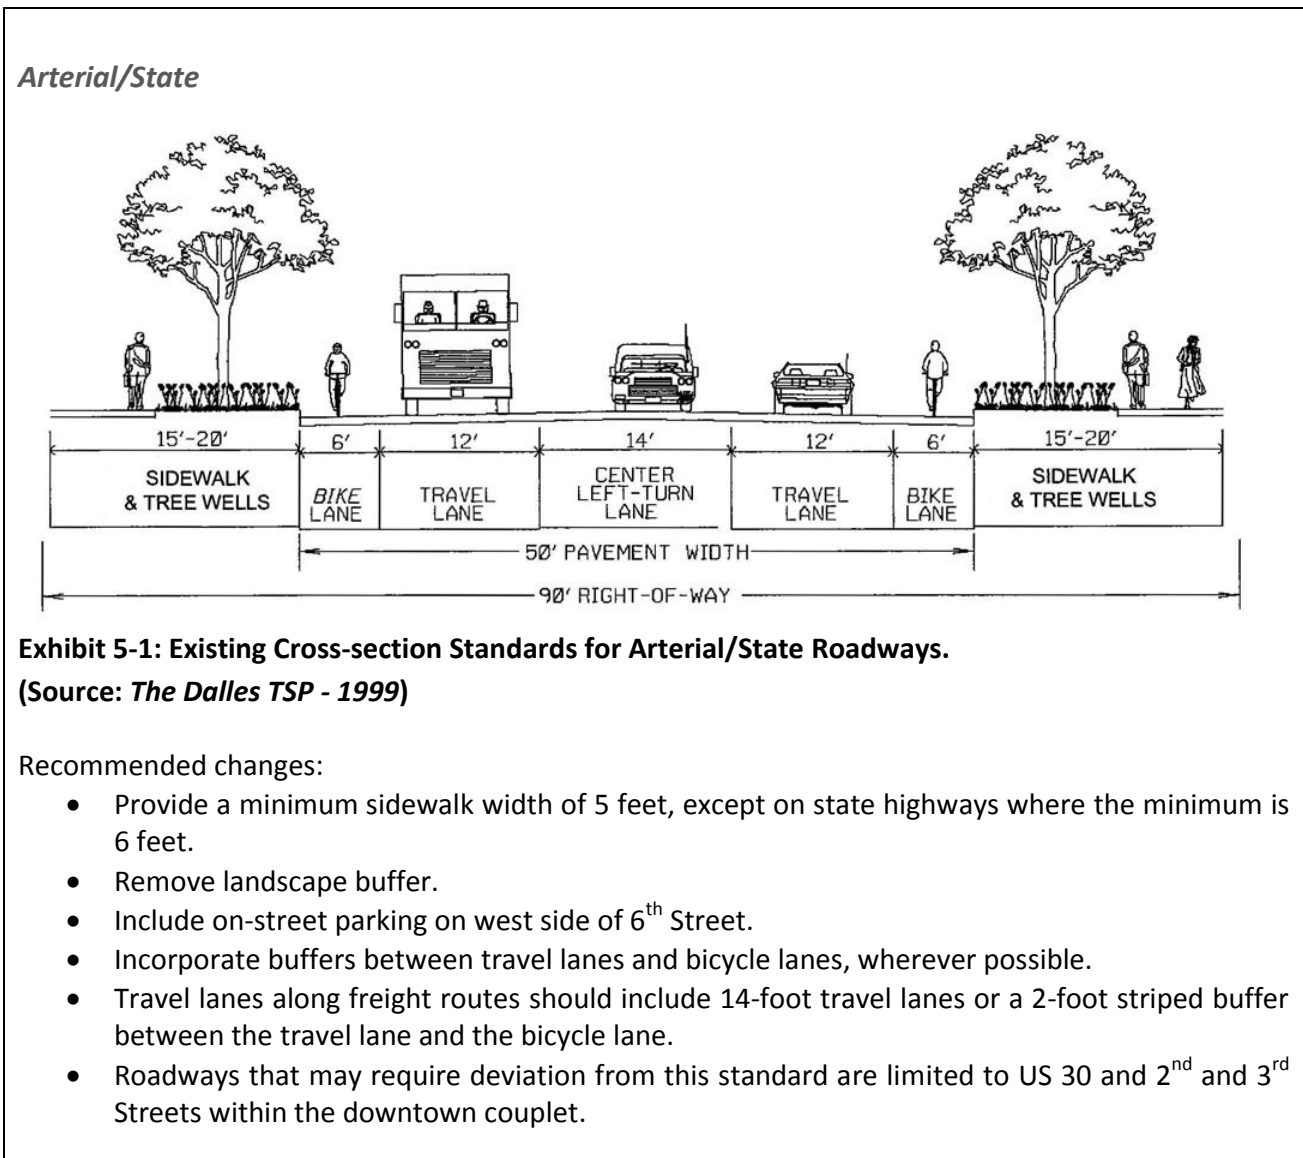 Arterial/State
15'-20' 6' 12' 14' 12' 6' 15'-20'
SIDEWALK & TREE WELLS
BIKE LANE
TRAVEL LANE
CENTER LEFT-TURN LANE
TRAVEL LANE
BIKE LANE
SIDEWALK & TREE WELLS
50' PAVEMENT WIDTH
90' RIGHT-OF-WAY
Exhibit 5-1: Existing Cross-section Standards for Arterial/State Roadways.
(Source: The Dalles TSP - 1999)
Recommended changes:
• Provide a minimum sidewalk width of 5 feet, except on state highways where the minimum is
6 feet.
• Remove landscape buffer.
• Include on-street parking on west side of 6th Street.
• Incorporate buffers between travel lanes and bicycle lanes, wherever possible.
• Travel lanes along freight routes should include 14-foot travel lanes or a 2-foot striped buffer
between the travel lane and the bicycle lane.
• Roadways that may require deviation from this standard are limited to US 30 and 2nd and 3rd
Streets within the downtown couplet.